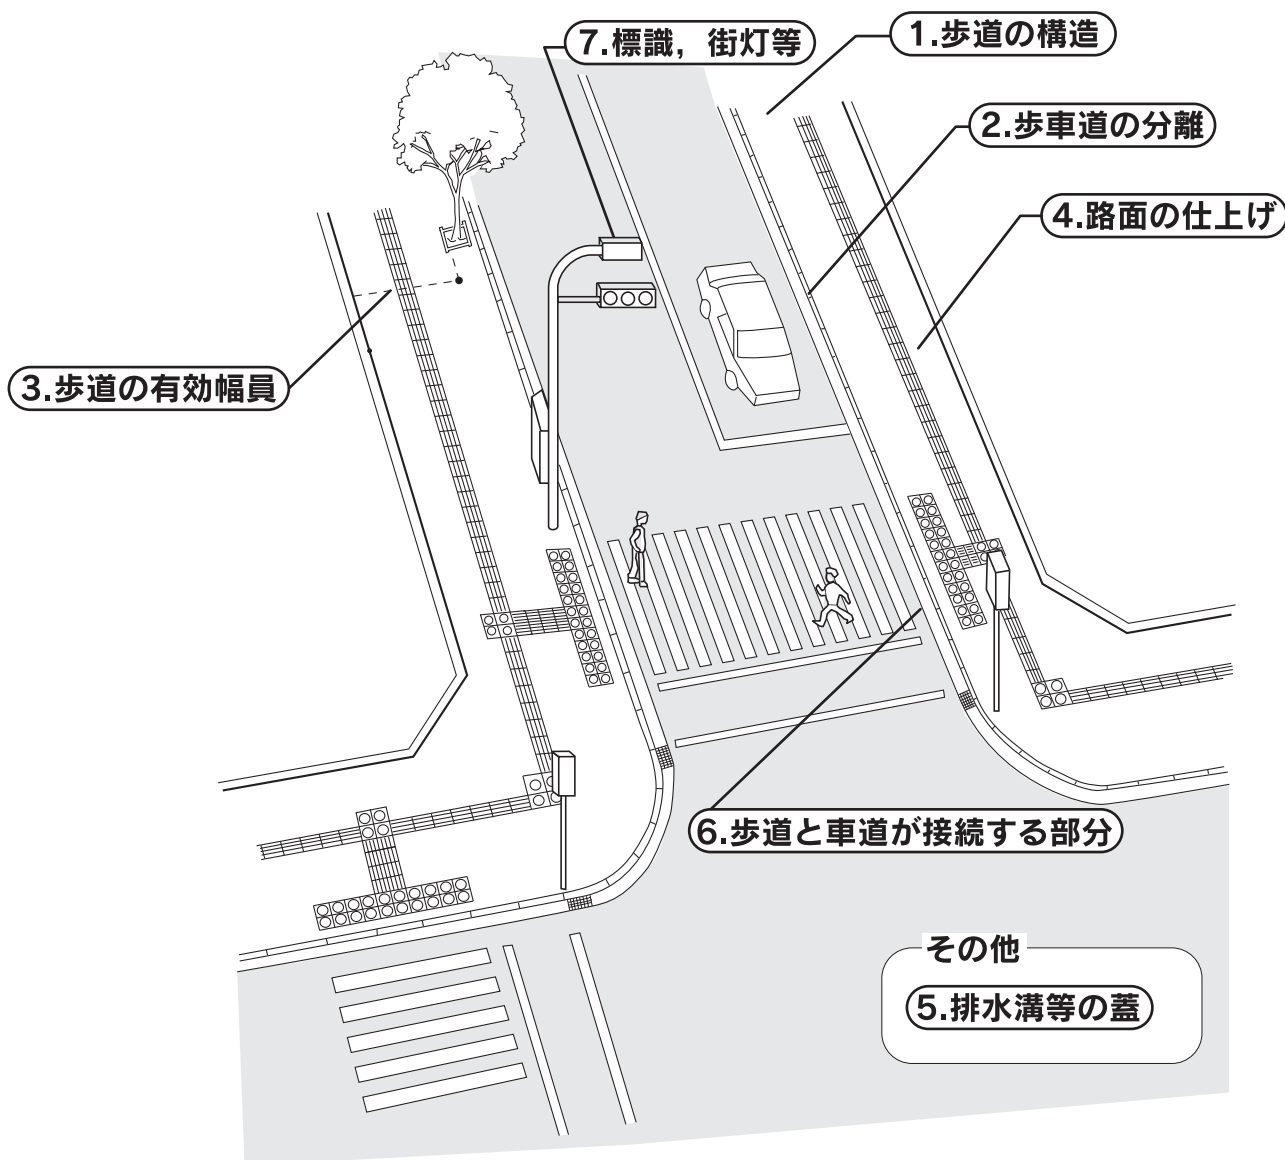 7.標識，街灯等
1.歩道の構造
2.歩車道の分離
4.路面の仕上げ
3.歩道の有効幅員
6.歩道と車道が接続する部分
その他
5.排水溝等の蓋